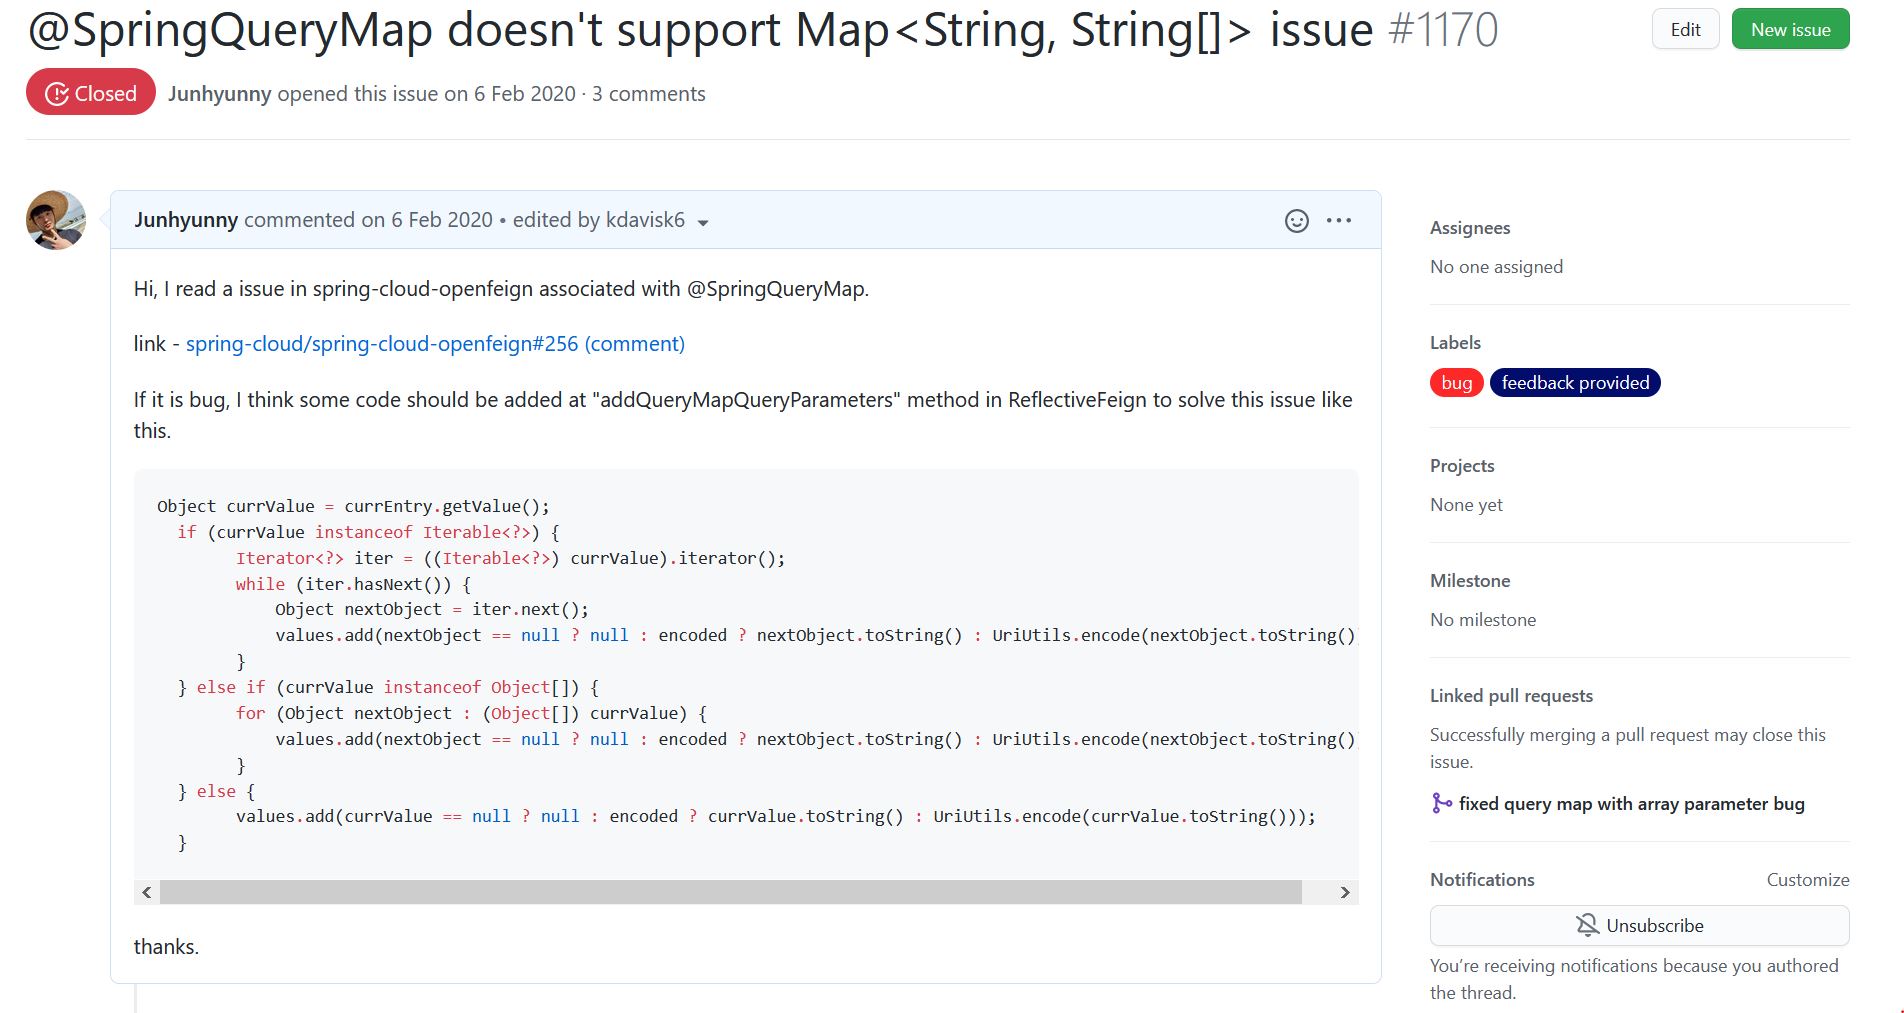 @SpringQueryMap doesn't support Map<String, String[]> issue #1170
Edit
New issue
Closed
Junhyunny opened this issue on 6 Feb 2020 · 3 comments
Junhyunny commented on 6 Feb 2020 • edited by kdavisk6
Hi, I read a issue in spring-cloud-openfeign associated with @SpringQueryMap.
link - spring-cloud/spring-cloud-openfeign#256 (comment)
If it is bug, I think some code should be added at "addQueryMapQueryParameters" method in ReflectiveFeign to solve this issue like
this.
Object currValue = currEntry.getValue();
if (currValue instanceof Iterable<?>) {
Iterator<?> iter = ((Iterable<?>) currValue).iterator();
while (iter.hasNext()) {
Object nextObject = iter.next();
values.add(nextObject == null ? null : encoded ? nextObject.toString() : UriUtils.encode(nextObject.toString()
}
} else if (currValue instanceof Object[]) {
for (Object nextObject : (Object[]) currValue) {
values.add(nextObject == null ? null : encoded ? nextObject.toString() : UriUtils.encode(nextObject.toString()
}
} else {
values.add(currValue == null ? null : encoded ? currValue.toString() : UriUtils.encode(currValue.toString()));
}
thanks.
Assignees
No one assigned
Labels
bug
feedback provided
Projects
None yet
Milestone
No milestone
Linked pull requests
Successfully merging a pull request may close this
issue.
fixed query map with array parameter bug
Notifications
Customize
Unsubscribe
You're receiving notifications because you authored
the thread.